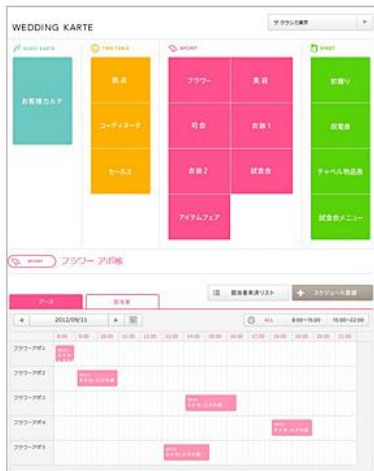 WEDDING KARTE
ザ クラシカ東京
GUEST KARTE
TIME TABLE
APOINT
SHEET
お客様カルテ
拠点
フラワー
美容
前撮り
コーディネータ
司会
衣裳1
配電表
セールス
衣裳2
試食会
チャペル物品表
アイテムフェア
試食会メニュー
APOINT
フラワー アポ帳
担当者未済リスト
スケジュール登録
ブース
担当者
2012/09/13
ALL
8:00~15:00
15:00~22:00
8:00 9:00 10:00 11:00 12:00 13:00 14:00 15:00 16:00 17:00 18:00 19:00 20:00 21:00
フラワーアポ1
フラワーアポ2
フラワーアポ3
フラワーアポ4
フラワーアポ5